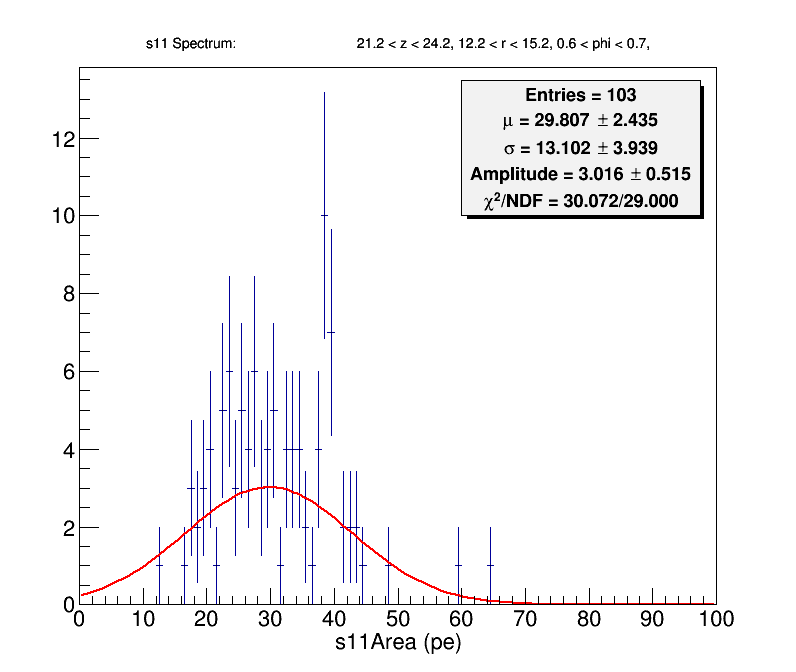 s11 Spectrum: 21.2 < z < 24.2, 12.2 < r < 15.2, 0.6 < phi < 0.7,
Entries = 103
μ = 29.807 ± 2.435
σ = 13.102 ± 3.939
Amplitude = 3.016 ± 0.515
χ²/NDF = 30.072/29.000
12
10
8
6
4
2
0
0 10 20 30 40 50 60 70 80 90 100
s11Area (pe)